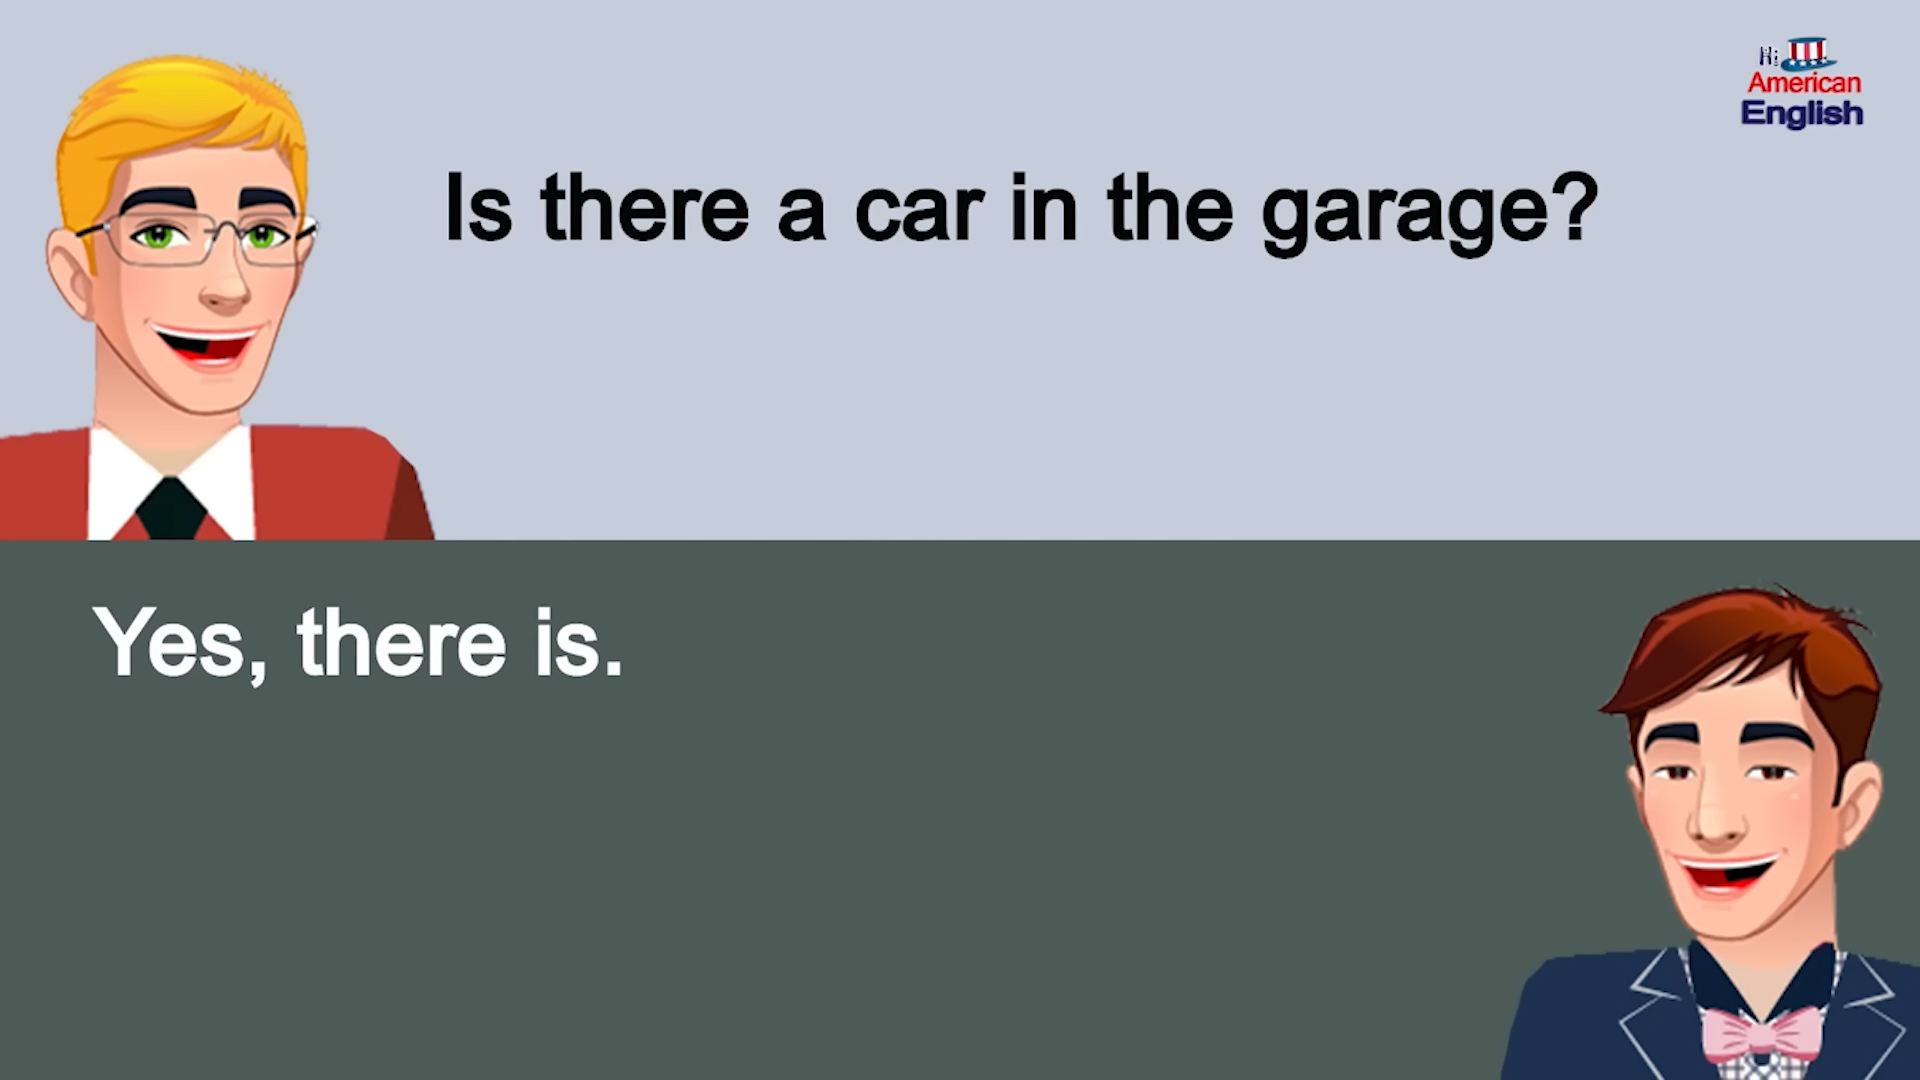 Hi
American
English
Is there a car in the garage?
Yes, there is.